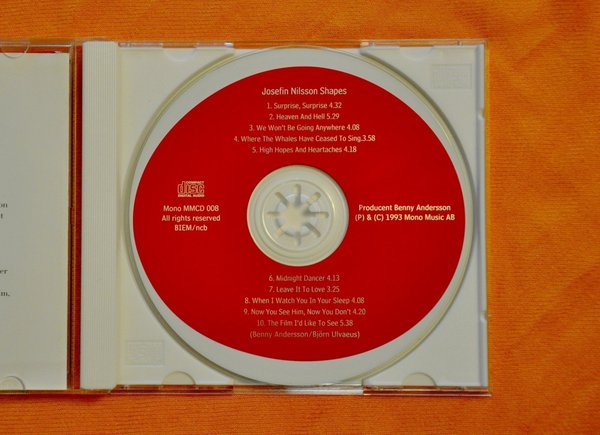 on
t
er
m,
Josefin Nilsson Shapes
1. Surprise, Surprise 4.32
2. Heaven And Hell 5.29
3. We Won't Be Going Anywhere 4.08
4. Where The Whales Have Ceased To Sing.3.58
5. High Hopes And Heartaches 4.18
COMPACT
disc
DIGITAL AUDIO
Mono MMCD 008
All rights reserved
BIEM/ncb
Producent Benny Andersson
(P) & (C) 1993 Mono Music AB
6. Midnight Dancer 4.13
7. Leave It To Love 3.25
8. When I Watch You In Your Sleep 4.08
9. Now You See Him, Now You Don't 4.20
10. The Film I'd Like To See 5.38
(Benny Andersson/Björn Ulvaeus)